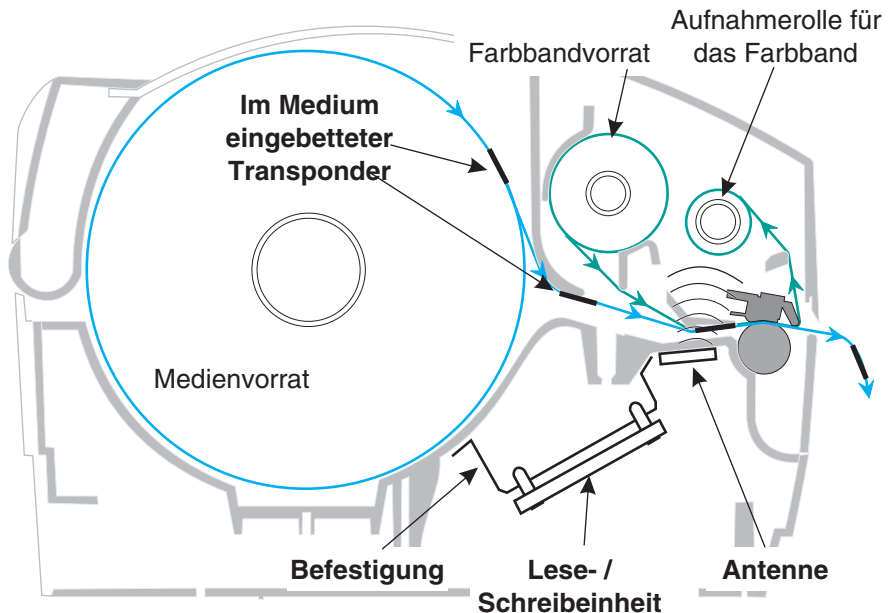 Aufnahmerolle für
das Farbband
Farbbandvorrat
Im Medium
eingebetteter
Transponder
Medienvorrat
Befestigung
Lese- /
Schreibeinheit
Antenne